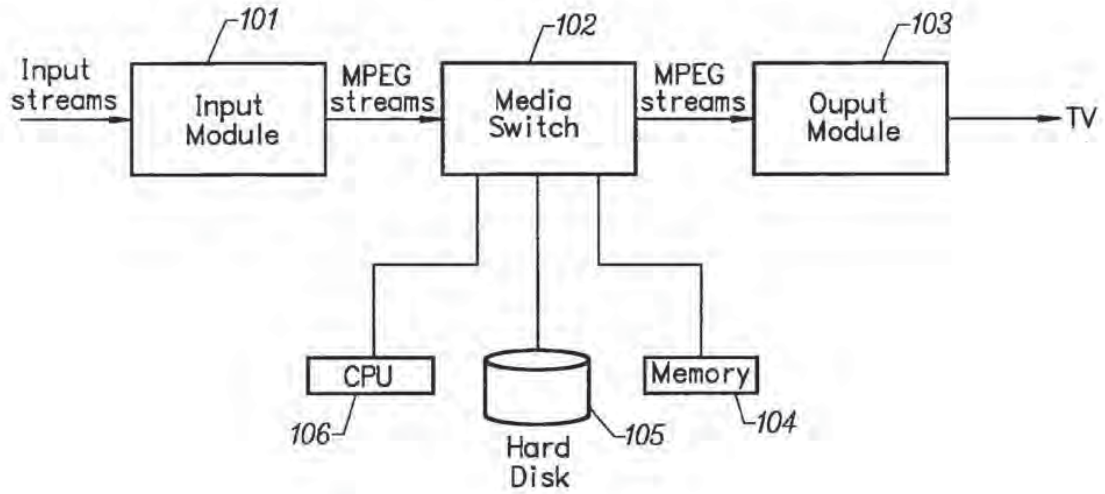 101
102
103
Input
streams
Input
Module
MPEG
streams
Media
Switch
MPEG
streams
Ouput
Module
TV
CPU
Memory
106
105
104
Hard
Disk